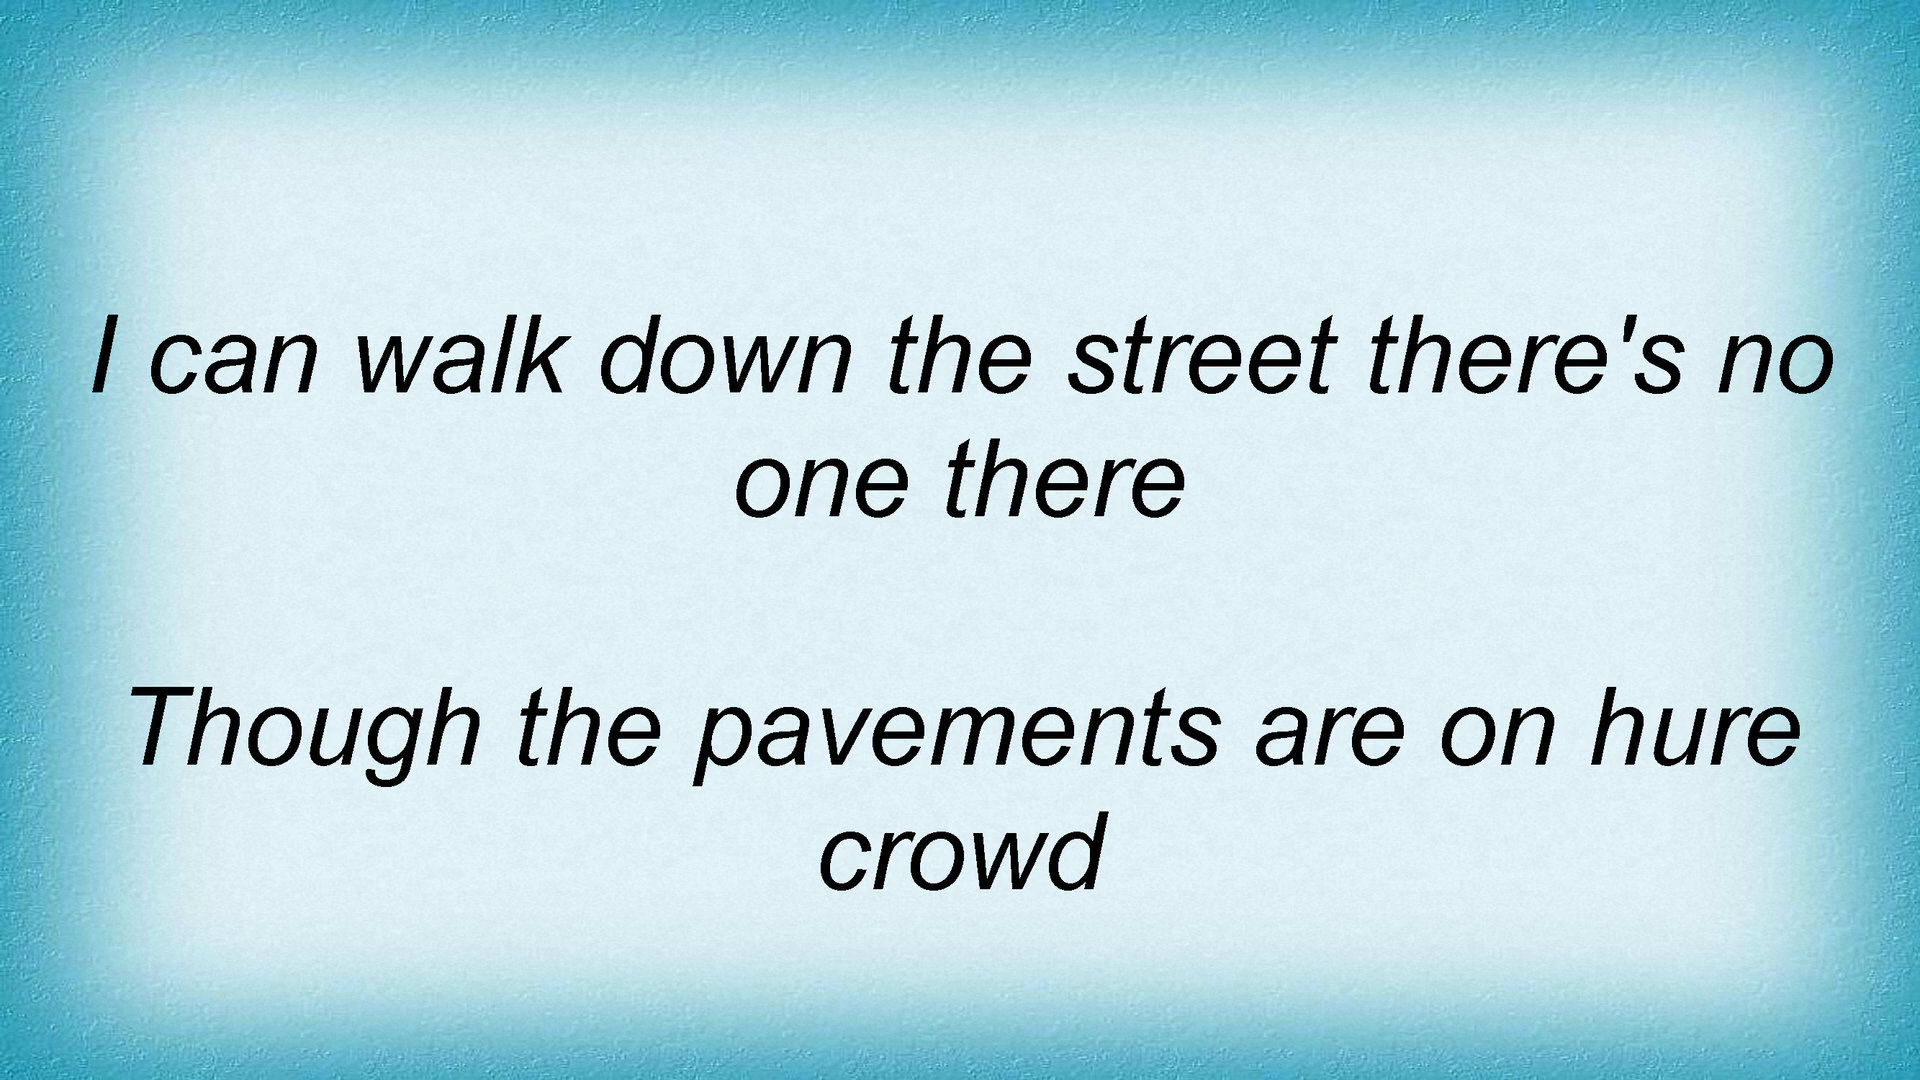 I can walk down the street there's no
one there
Though the pavements are on hure
crowd